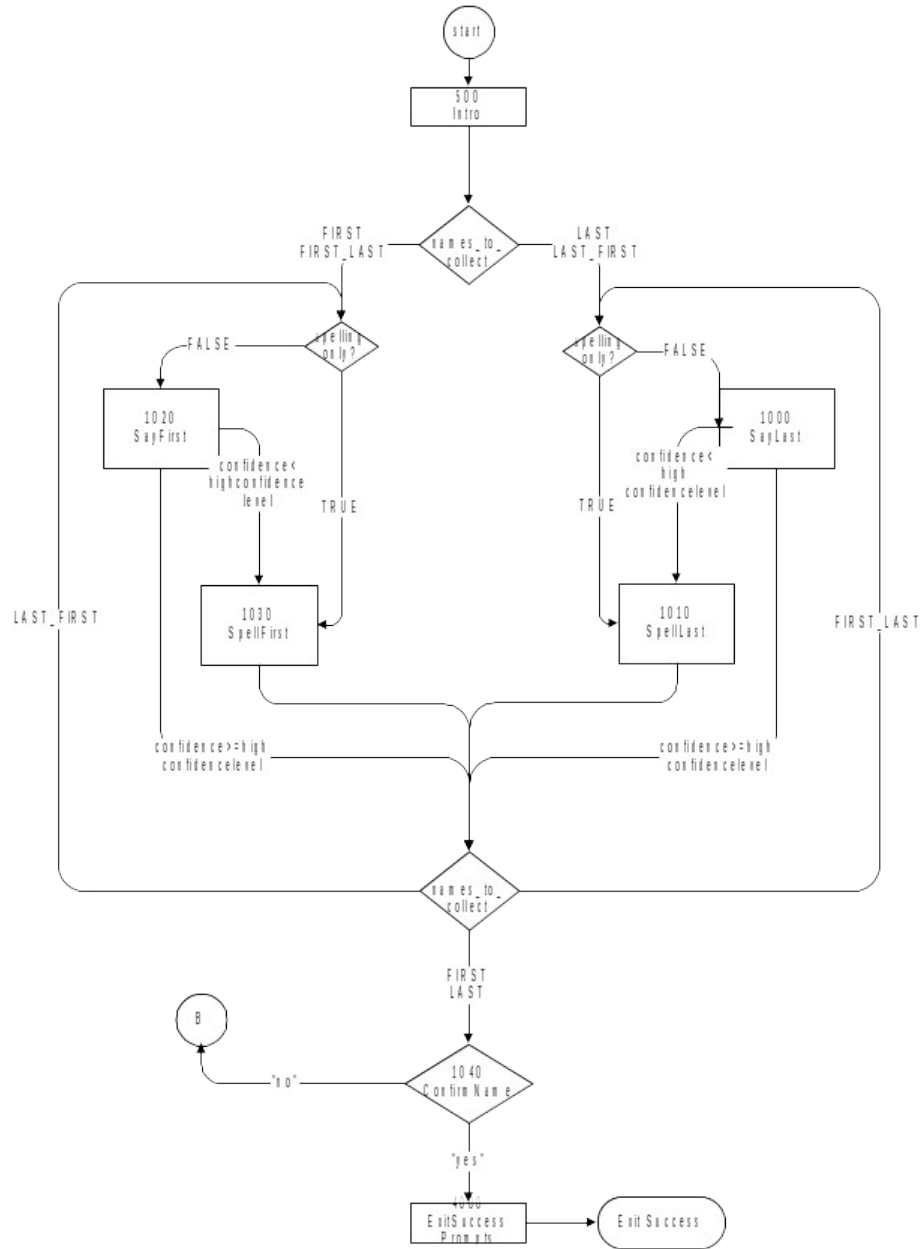 start
500
Intro
names_to_
collect
FIRST
FIRST_LAST
LAST
LAST_FIRST
spelling
only?
FALSE
spelling
only?
FALSE
1020
SayFirst
confidence<
highconfidence
level
TRUE
1000
SayLast
confidence<
high
confidencelevel
TRUE
1030
SpellFirst
1010
SpellLast
LAST_FIRST
FIRST_LAST
confidence>=high
confidencelevel
confidence>=high
confidencelevel
names_to_
collect
FIRST
LAST
B
"no"
1040
ConfirmName
"yes"
4000
ExitSuccess
Prompts
ExitSuccess